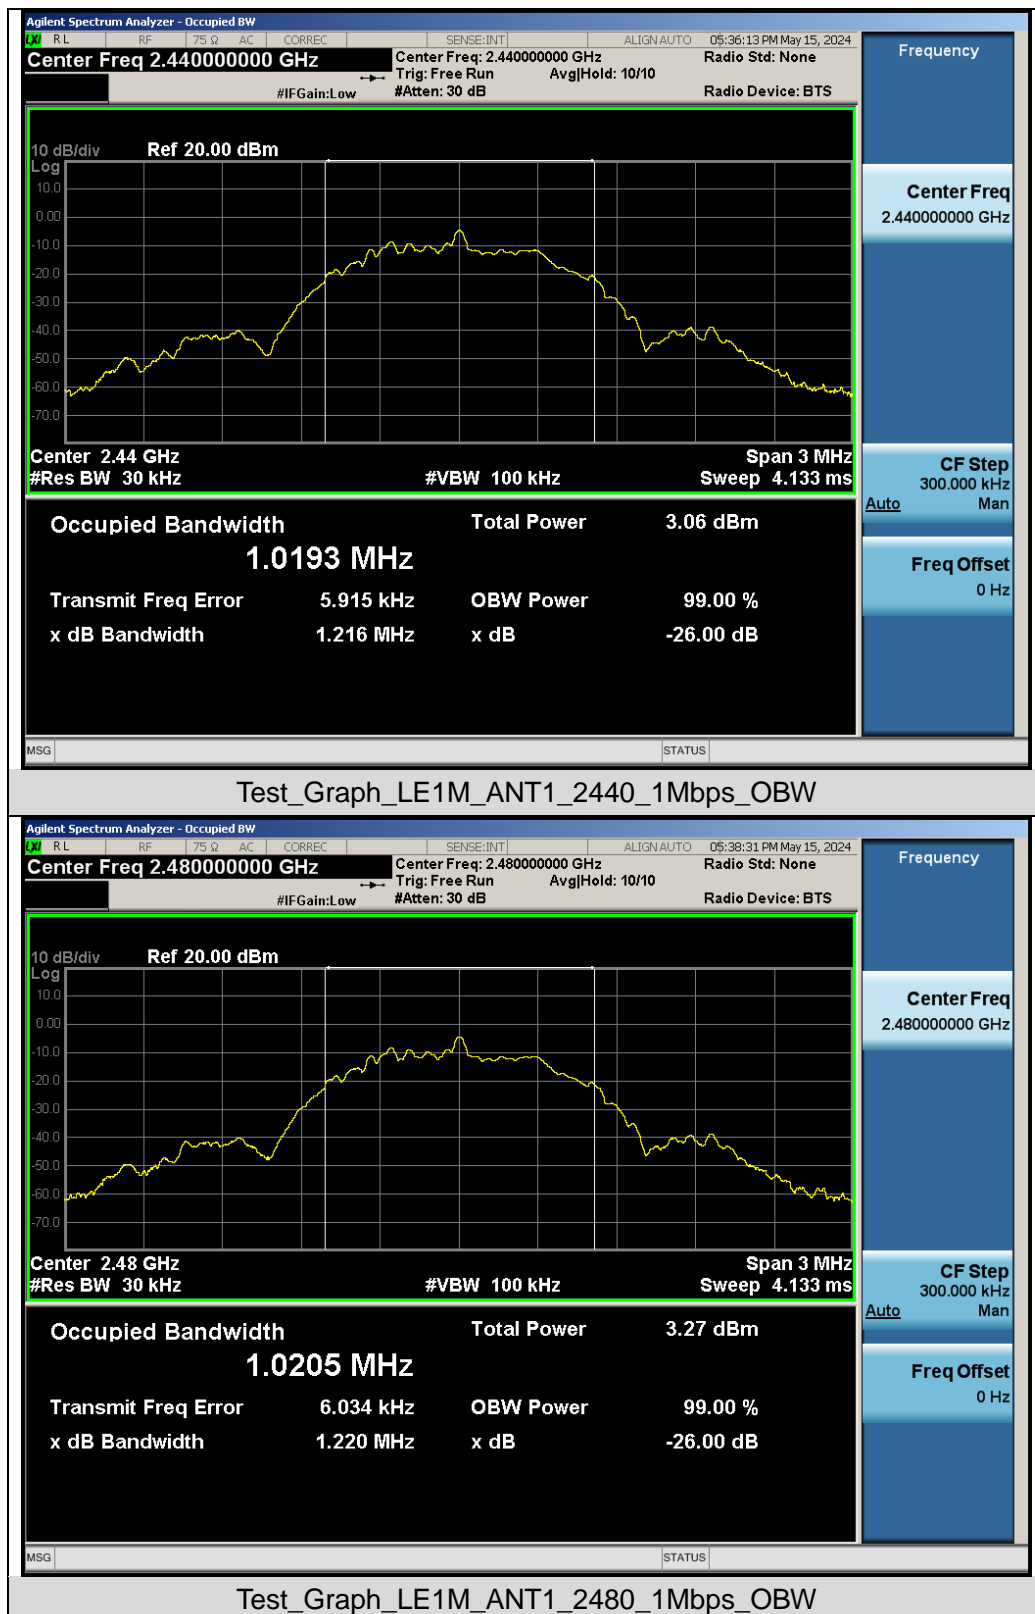 Agilent Spectrum Analyzer - Occupied BW
LXI RL RF 75 Ω AC CORREC SENSE:INT ALIGN AUTO 05:36:13 PM May 15, 2024
Center Freq 2.440000000 GHz Center Freq: 2.440000000 GHz Radio Std: None
Trig: Free Run Avg|Hold: 10/10
#IFGain:Low #Atten: 30 dB Radio Device: BTS
Frequency
10 dB/div Ref 20.00 dBm
Log
10.0
0.00
-10.0
-20.0
-30.0
-40.0
-50.0
-60.0
-70.0
Center 2.44 GHz Span 3 MHz
#Res BW 30 kHz #VBW 100 kHz Sweep 4.133 ms
Center Freq
2.440000000 GHz
CF Step
300.000 kHz
Auto Man
Freq Offset
0 Hz
Occupied Bandwidth Total Power 3.06 dBm
1.0193 MHz
Transmit Freq Error 5.915 kHz OBW Power 99.00 %
x dB Bandwidth 1.216 MHz x dB -26.00 dB
MSG STATUS
Test_Graph_LE1M_ANT1_2440_1Mbps_OBW
Agilent Spectrum Analyzer - Occupied BW
LXI RL RF 75 Ω AC CORREC SENSE:INT ALIGN AUTO 05:38:31 PM May 15, 2024
Center Freq 2.480000000 GHz Center Freq: 2.480000000 GHz Radio Std: None
Trig: Free Run Avg|Hold: 10/10
#IFGain:Low #Atten: 30 dB Radio Device: BTS
Frequency
10 dB/div Ref 20.00 dBm
Log
10.0
0.00
-10.0
-20.0
-30.0
-40.0
-50.0
-60.0
-70.0
Center 2.48 GHz Span 3 MHz
#Res BW 30 kHz #VBW 100 kHz Sweep 4.133 ms
Center Freq
2.480000000 GHz
CF Step
300.000 kHz
Auto Man
Freq Offset
0 Hz
Occupied Bandwidth Total Power 3.27 dBm
1.0205 MHz
Transmit Freq Error 6.034 kHz OBW Power 99.00 %
x dB Bandwidth 1.220 MHz x dB -26.00 dB
MSG STATUS
Test_Graph_LE1M_ANT1_2480_1Mbps_OBW